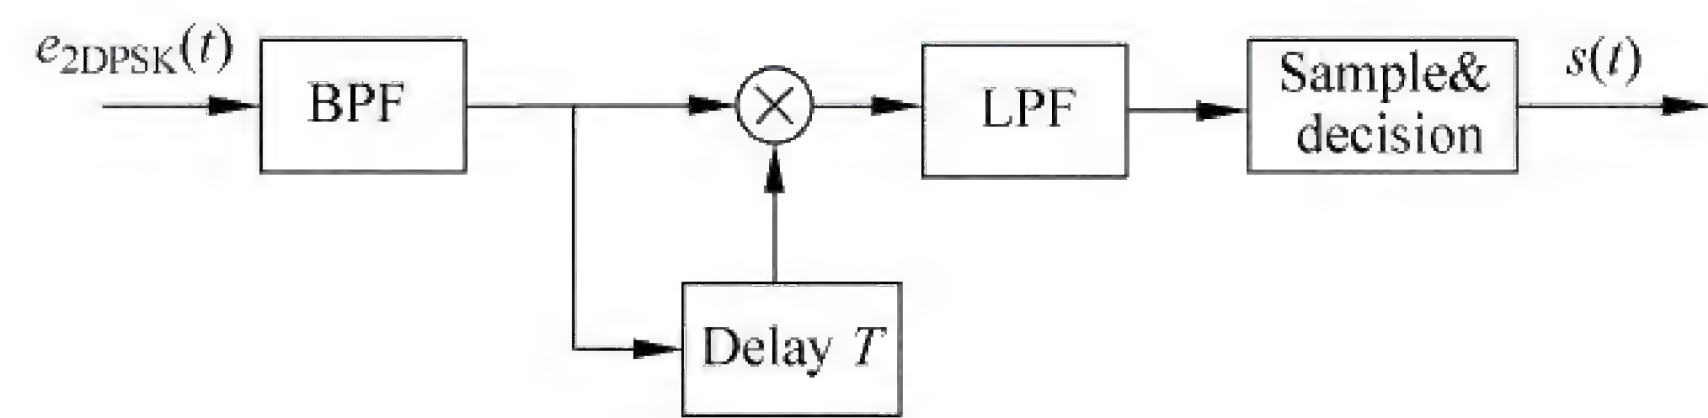 e2DPSK(t)
BPF
LPF
Sample&
decision
s(t)
Delay T